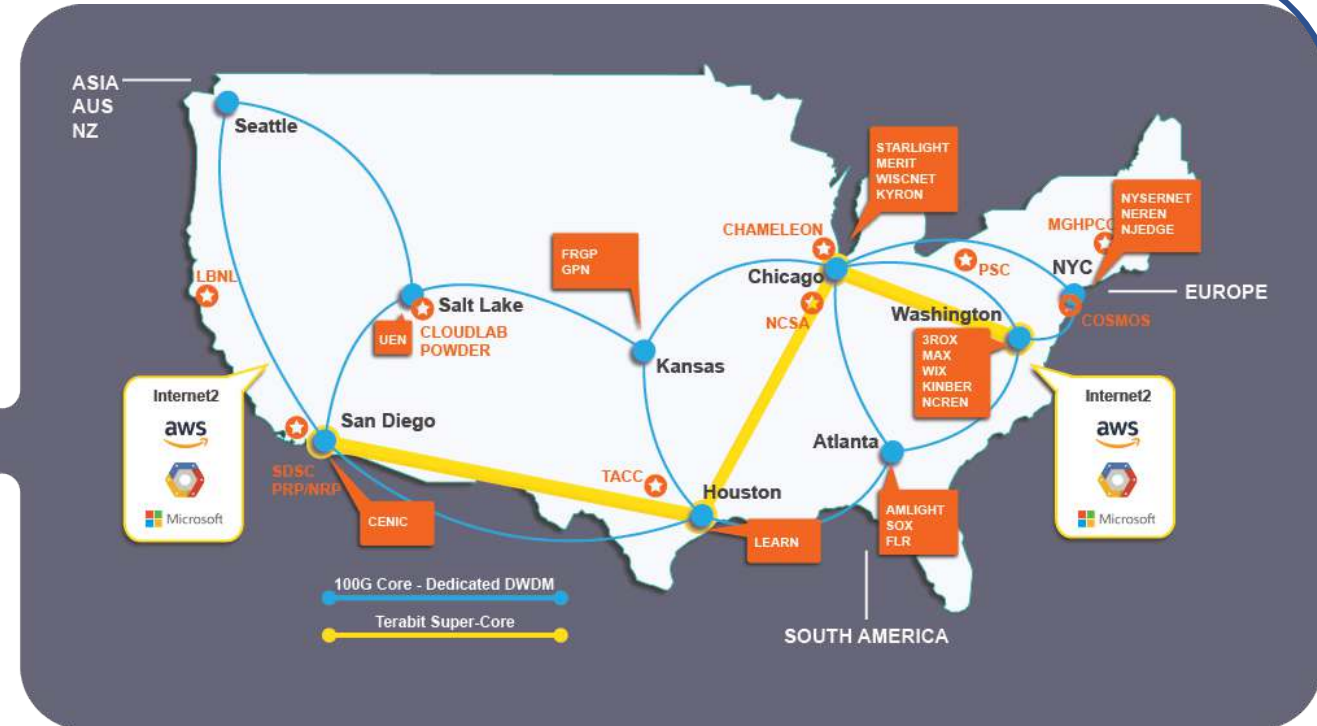 ASIA
AUS
NZ
Seattle
STARLIGHT
MERIT
WISCNET
KYRON
NYSERNET
NEREN
NJEDGE
MGHPCC
CHAMELEON
FRGP
GPN
PSC
NYC
Chicago
LBNL
EUROPE
Salt Lake
Washington
COSMOS
NCSA
UEN
CLOUDLAB
POWDER
3ROX
MAX
WIX
KINBER
NCREN
Kansas
Internet2
aws
Microsoft
Internet2
aws
Microsoft
San Diego
Atlanta
SDSC
PRP/NRP
TACC
Houston
CENIC
LEARN
AMLIGHT
SOX
FLR
100G Core - Dedicated DWDM
Terabit Super-Core
SOUTH AMERICA